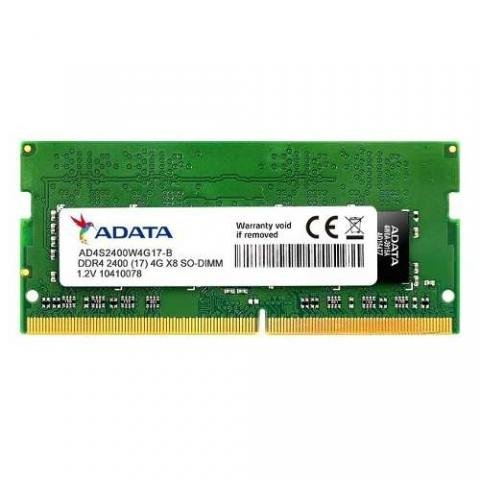 ADATA
AD4S2400W4G17-B
DDR4 2400 (17) 4G X8 SO-DIMM
1.2V 10410078
Warranty void
if removed
CE
ADATA